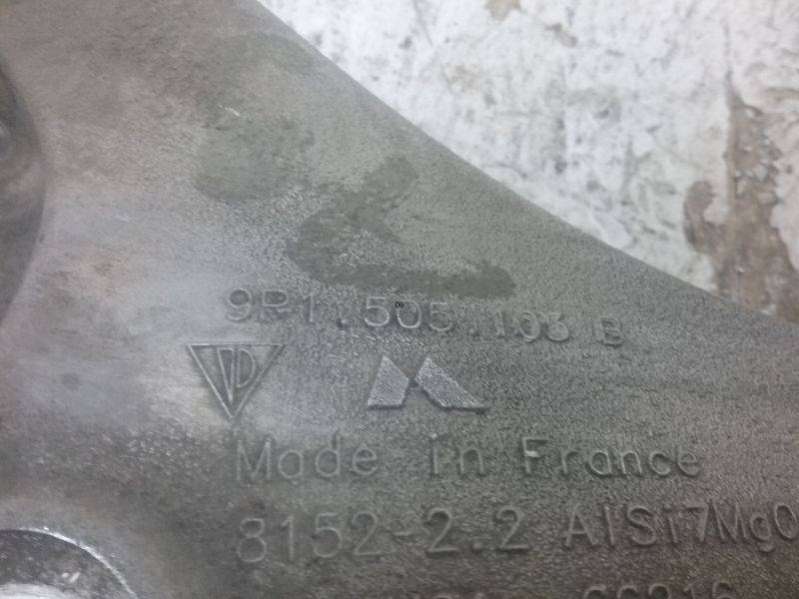 9P1.505.103 B
Made in France
8152-2.2 AlSi7Mg0